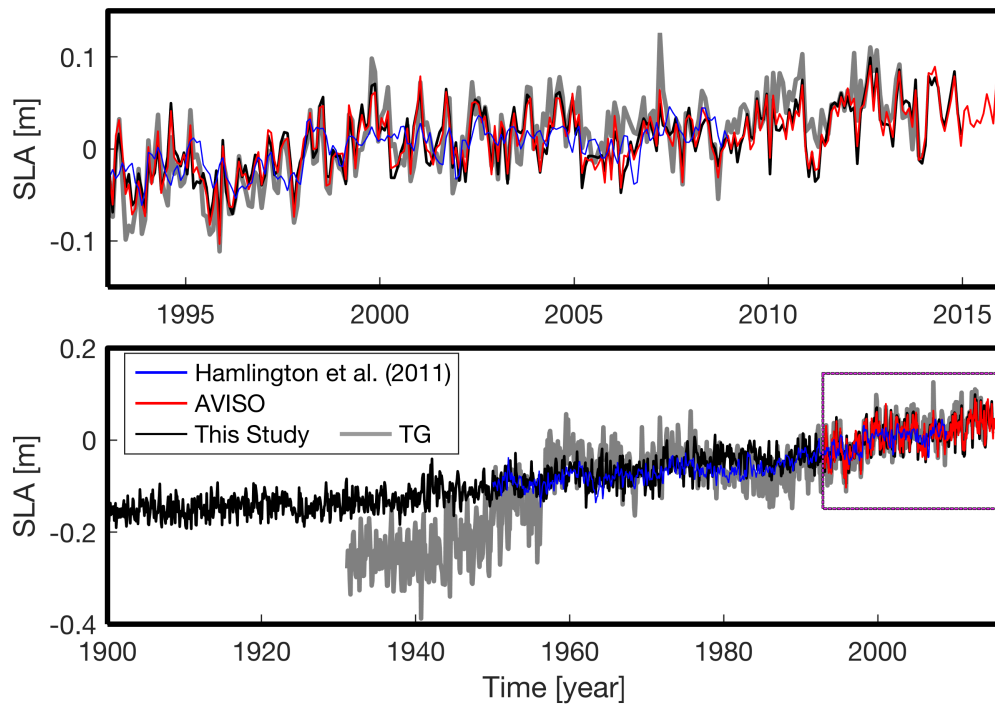 SLA [m]
0.1
0
-0.1
1995 2000 2005 2010 2015
SLA [m]
0.2
0
-0.2
-0.4
Hamlington et al. (2011)
AVISO
This Study TG
1900 1920 1940 1960 1980 2000
Time [year]